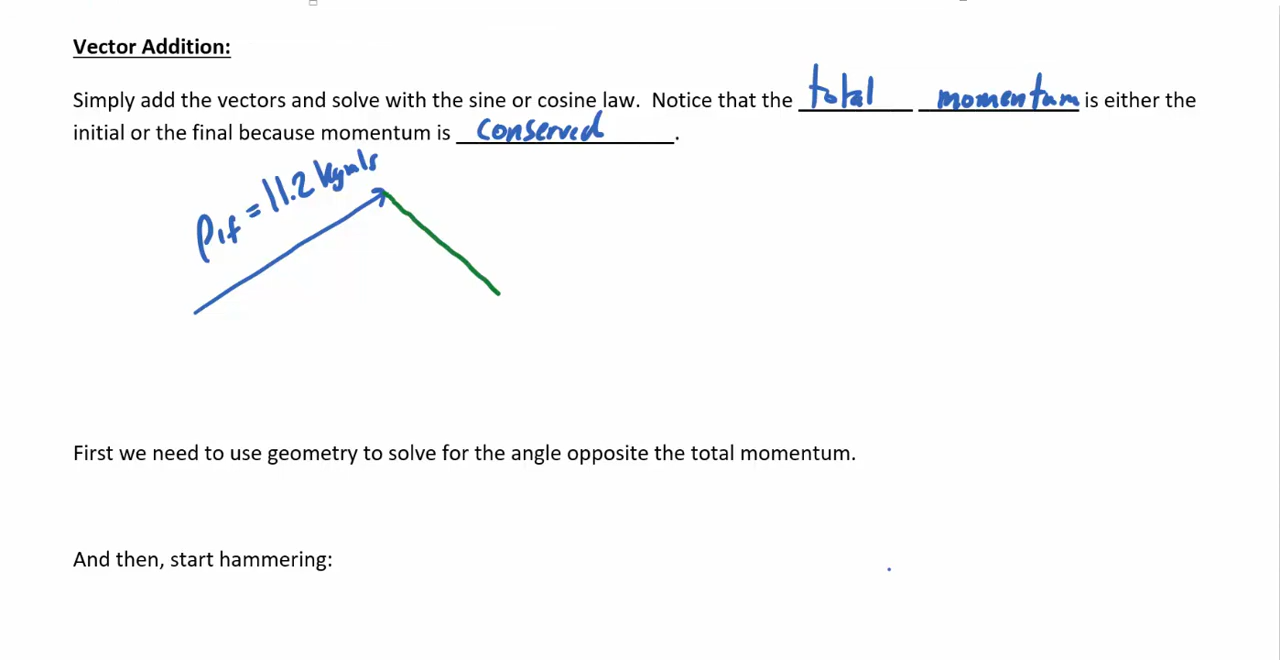 Vector Addition:
Simply add the vectors and solve with the sine or cosine law. Notice that the total momentum is either the
initial or the final because momentum is conserved.
P1f = 11.2 kgm/s
First we need to use geometry to solve for the angle opposite the total momentum.
And then, start hammering: